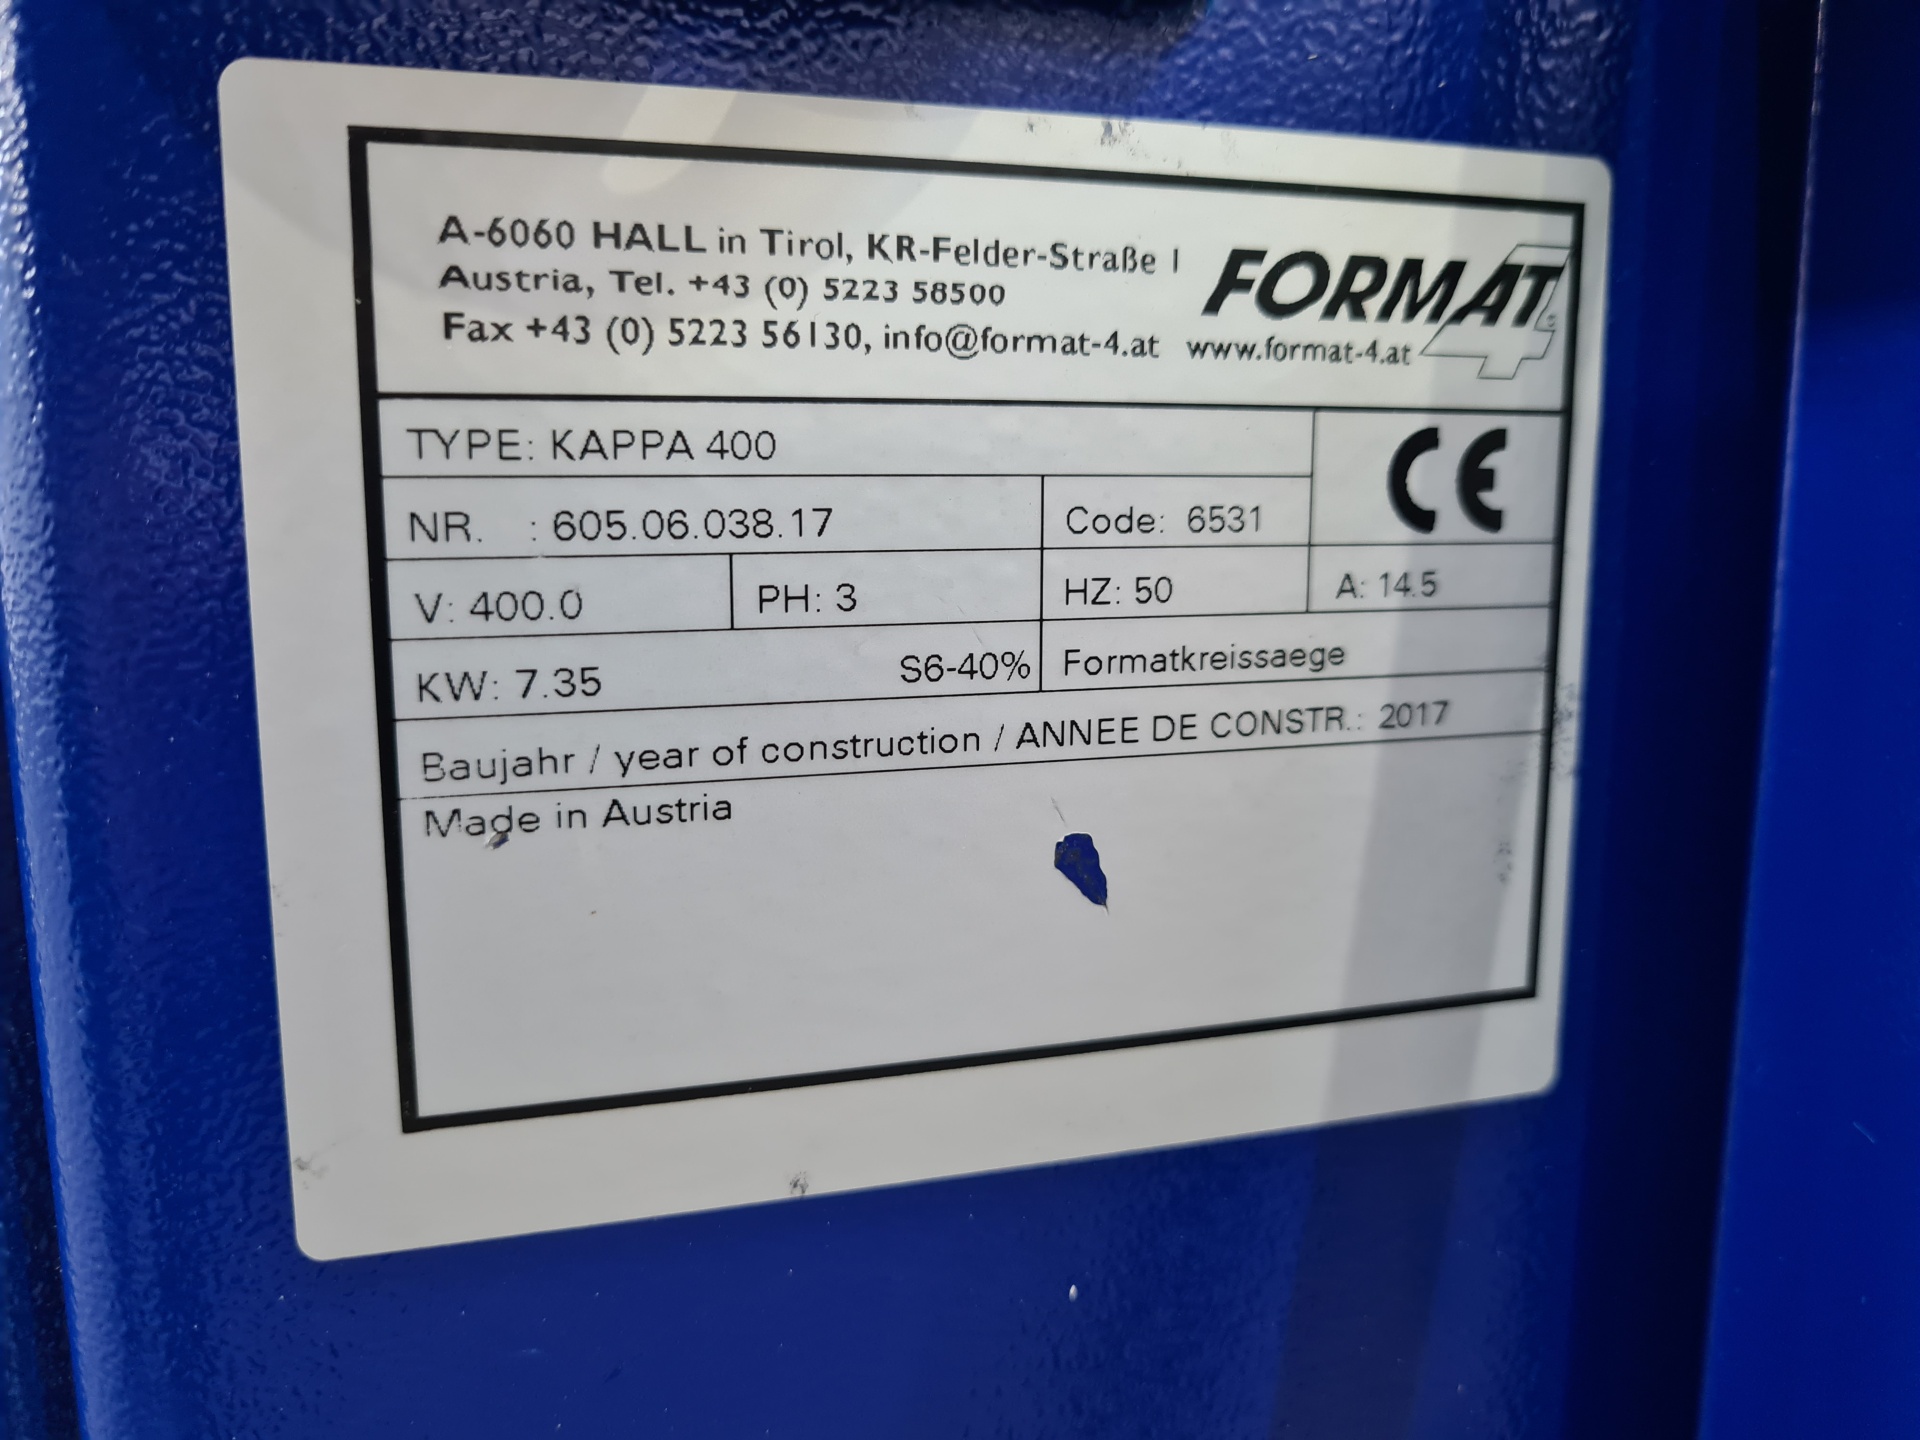 A-6060 HALL in Tirol, KR-Felder-Straße 1
Austria, Tel. +43 (0) 5223 58500
Fax +43 (0) 5223 56130, info@format-4.at
FORMAT 4
www.format-4.at
TYPE: KAPPA 400
CE
NR. : 605.06.038.17 Code: 6531
V: 400.0 PH: 3 HZ: 50 A: 14.5
KW: 7.35 S6-40% Formatkreissaege
Baujahr / year of construction / ANNEE DE CONSTR.: 2017
Made in Austria